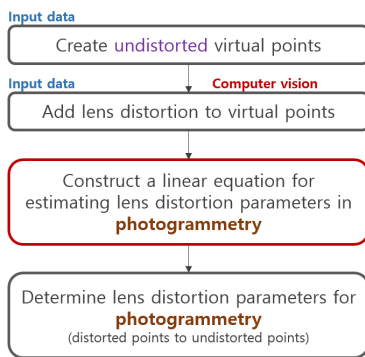 Input data
Create undistorted virtual points
Input data
Computer vision
Add lens distortion to virtual points
Construct a linear equation for
estimating lens distortion parameters in
photogrammetry
Determine lens distortion parameters for
photogrammetry
(distorted points to undistorted points)